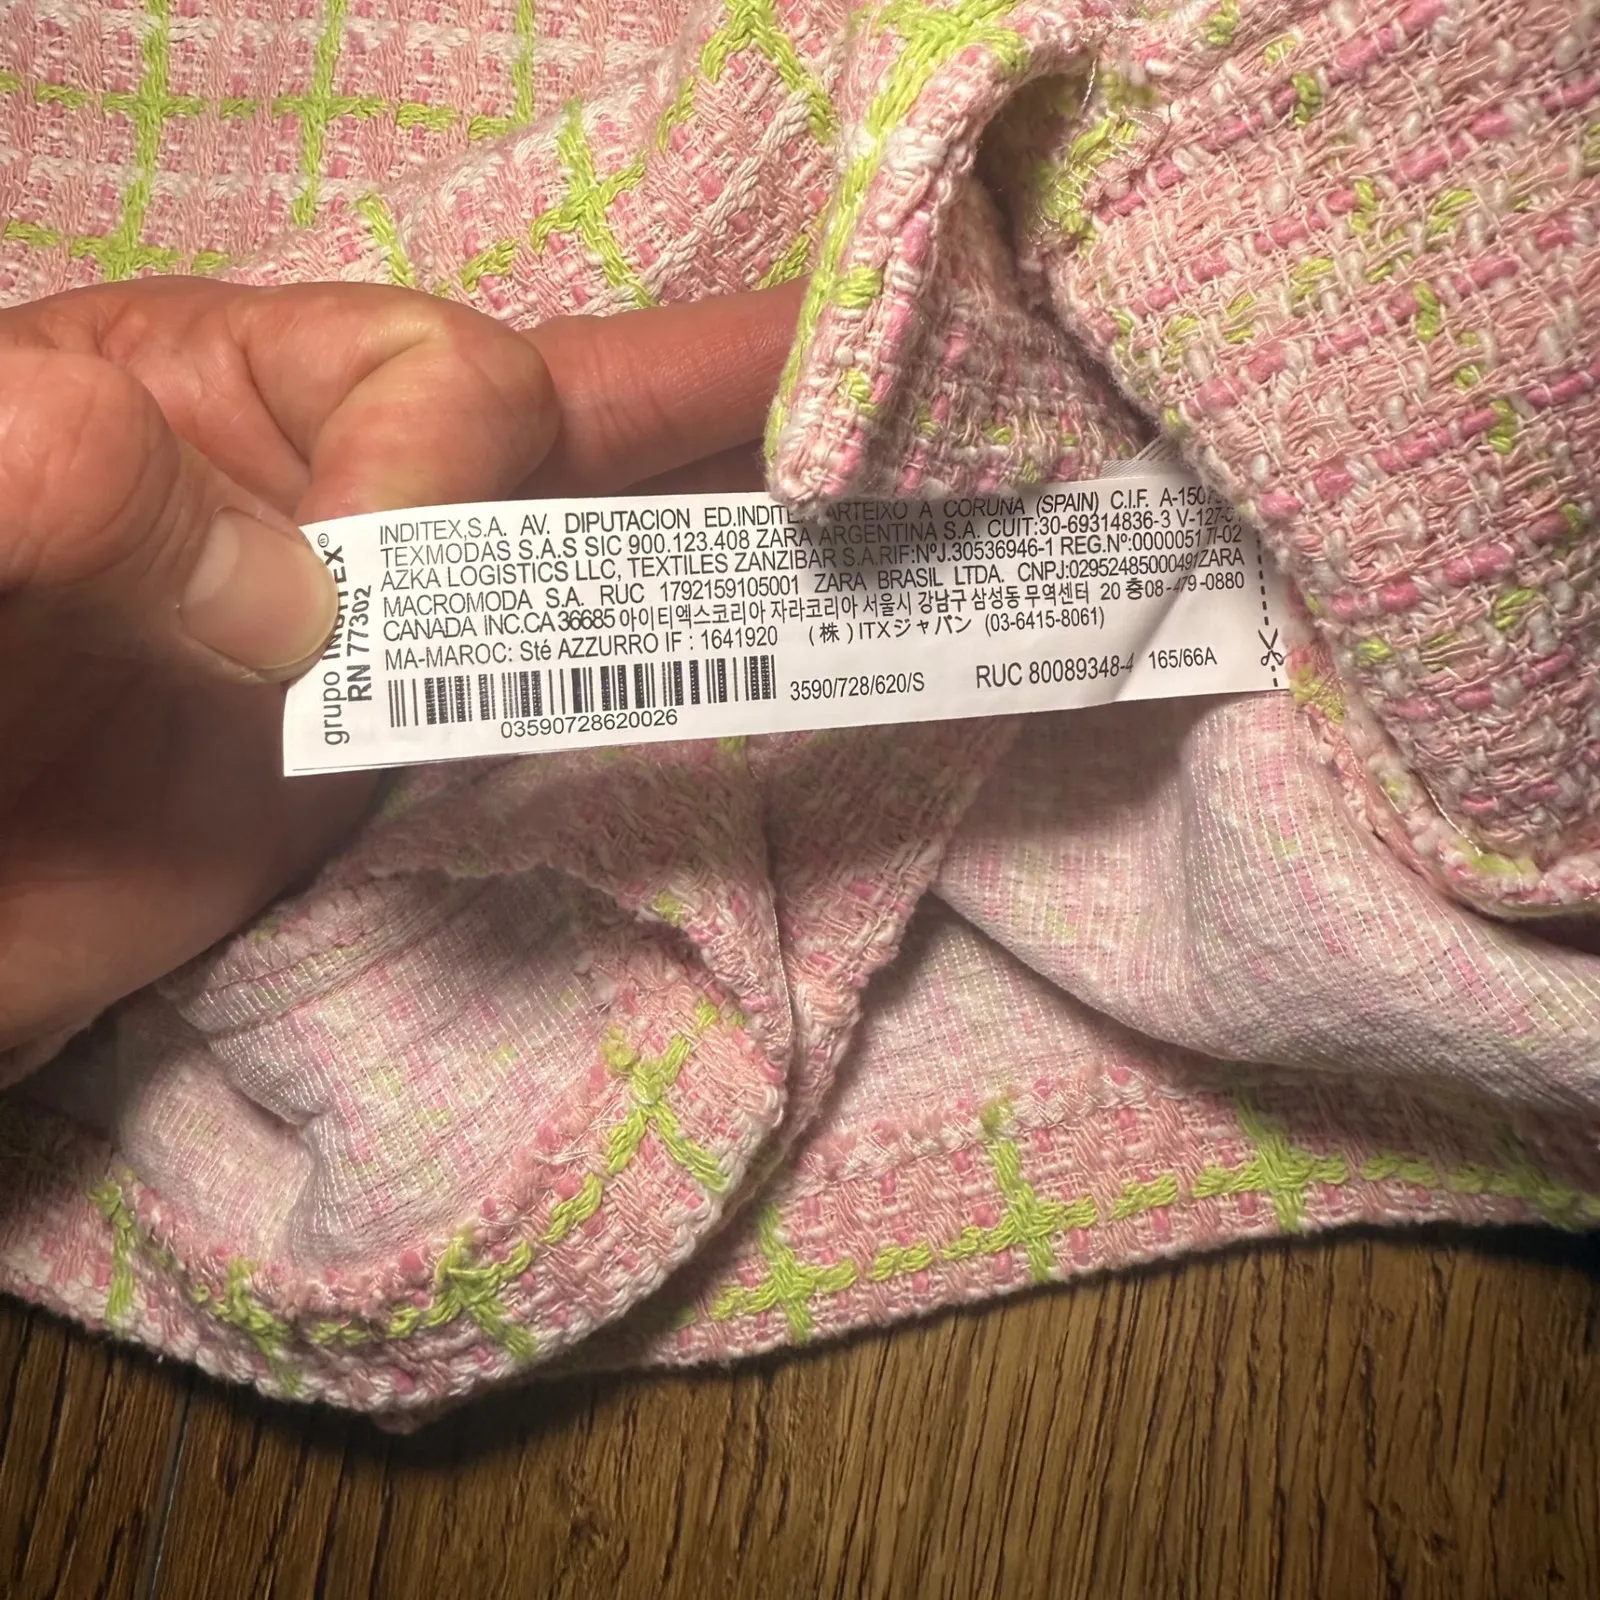 grupo INDITEX®
RN 77302
INDITEX,S.A. AV. DIPUTACION ED.INDITEX ARTEIXO A CORUÑA (SPAIN) C.I.F. A-150
TEXMODAS S.A.S SIC 900.123.408 ZARA ARGENTINA S.A. CUIT:30-69314836-3 V-127-
AZKA LOGISTICS LLC, TEXTILES ZANZIBAR S.A.RIF:NºJ.30536946-1 REG.Nº:00000517I-02
MACROMODA S.A. RUC 1792159105001 ZARA BRASIL LTDA. CNPJ:02952485000491ZARA
CANADA INC.CA 36685 아이티엑스코리아 자라코리아 서울시 강남구 삼성동 무역센터 20 층08-479-0880
MA-MAROC: Sté AZZURRO IF : 1641920 (株)ITXジャパン (03-6415-8061)
3590/728/620/S RUC 80089348-4 165/66A
03590728620026